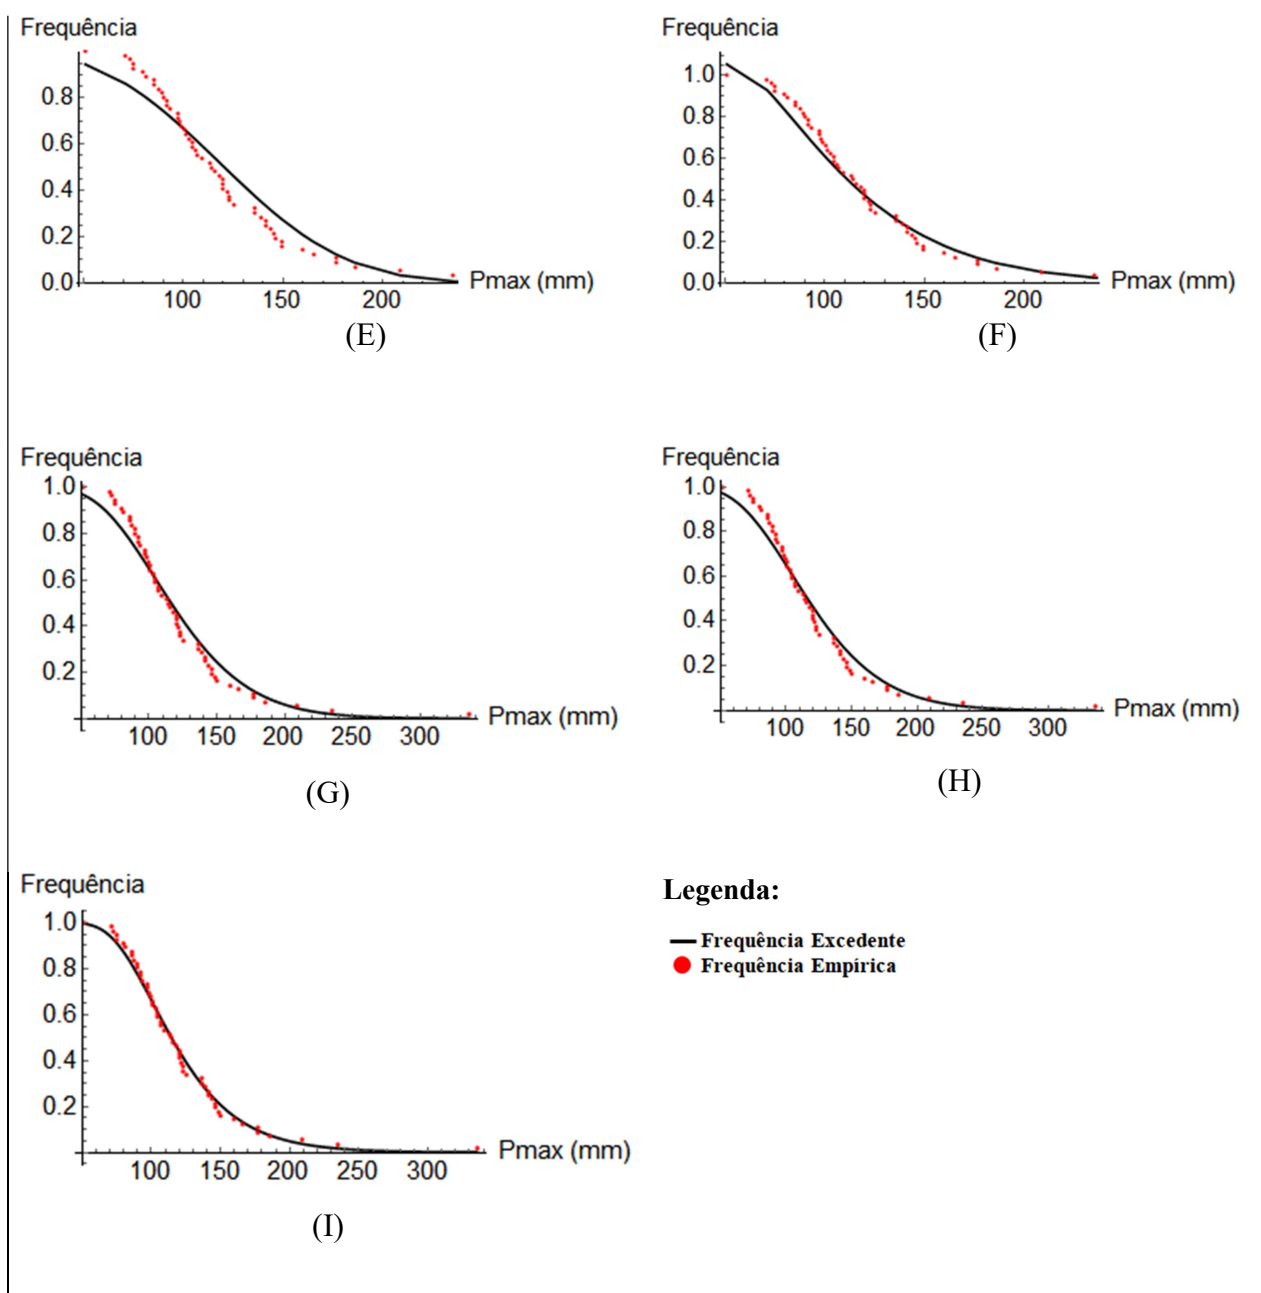 Frequência
0.8
0.6
0.4
0.2
0.0
100 150 200
Pmax (mm)
(E)
Frequência
1.0
0.8
0.6
0.4
0.2
0.0
100 150 200
Pmax (mm)
(F)
Frequência
1.0
0.8
0.6
0.4
0.2
100 150 200 250 300
Pmax (mm)
(G)
Frequência
1.0
0.8
0.6
0.4
0.2
100 150 200 250 300
Pmax (mm)
(H)
Frequência
1.0
0.8
0.6
0.4
0.2
100 150 200 250 300
Pmax (mm)
(I)
Legenda:
Frequência Excedente
Frequência Empírica